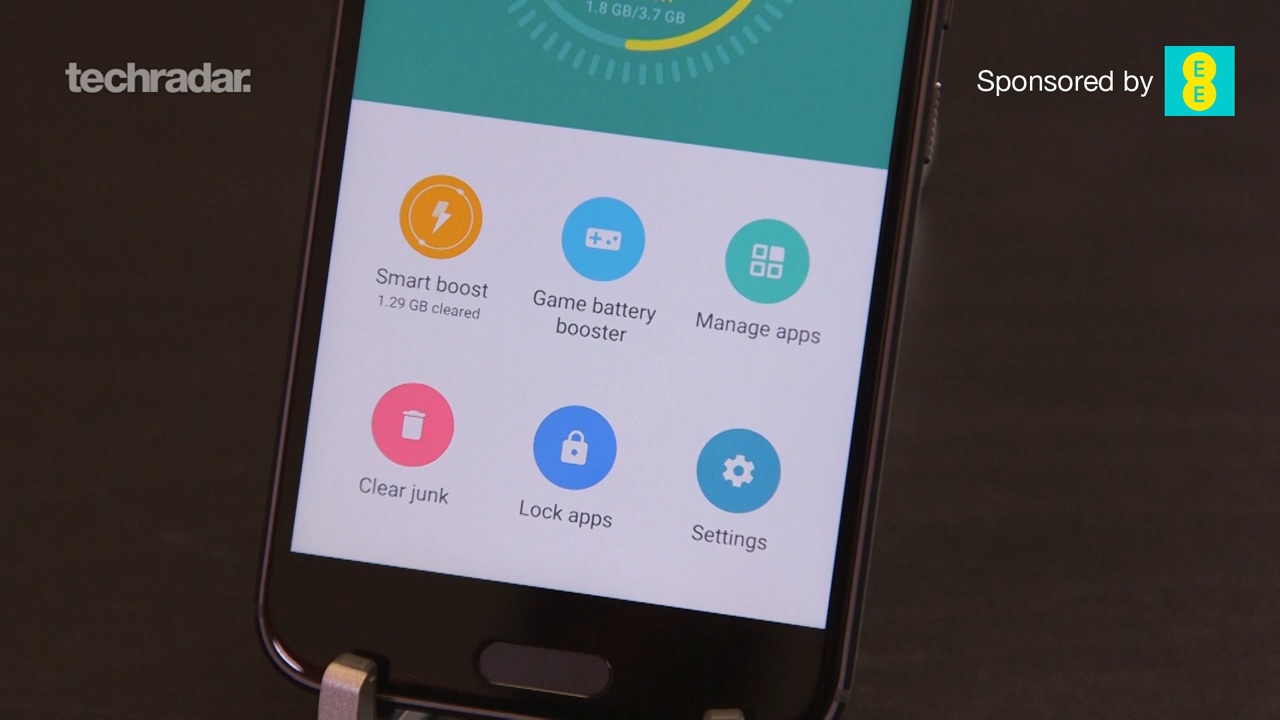 1.8 GB/3.7 GB
techradar.
Sponsored by
E
E
Smart boost
1.29 GB cleared
Game battery
booster
Manage apps
Clear junk
Lock apps
Settings